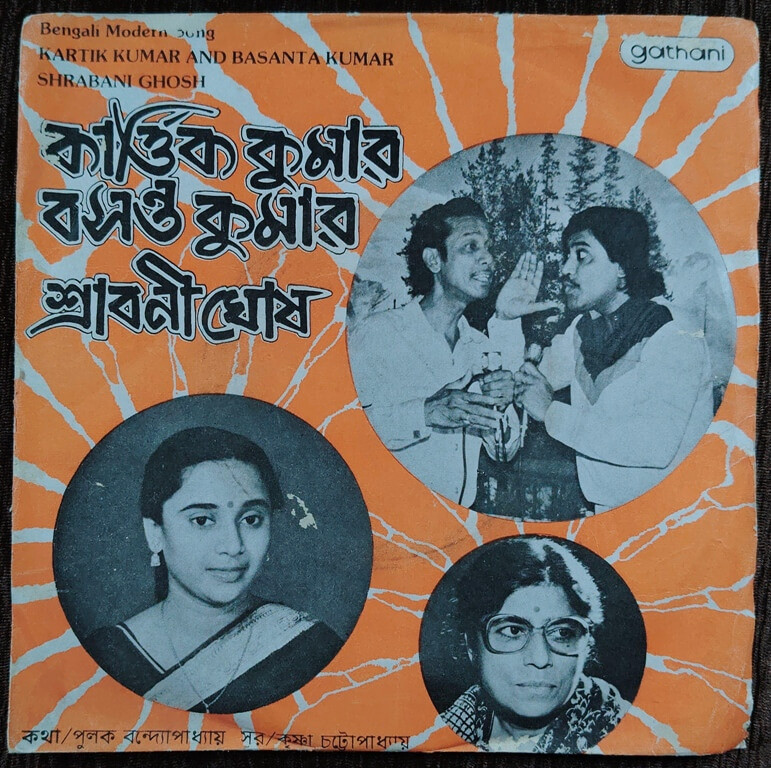 Bengali Modern Song
KARTIK KUMAR AND BASANTA KUMAR
SHRABANI GHOSH
gathani
কার্ত্তিক কুমার
বসন্ত কুমার
শ্রাবনী ঘোষ
কথা/পুলক বন্দ্যোপাধ্যায় সুর/কৃষ্ণা চট্টোপাধ্যায়